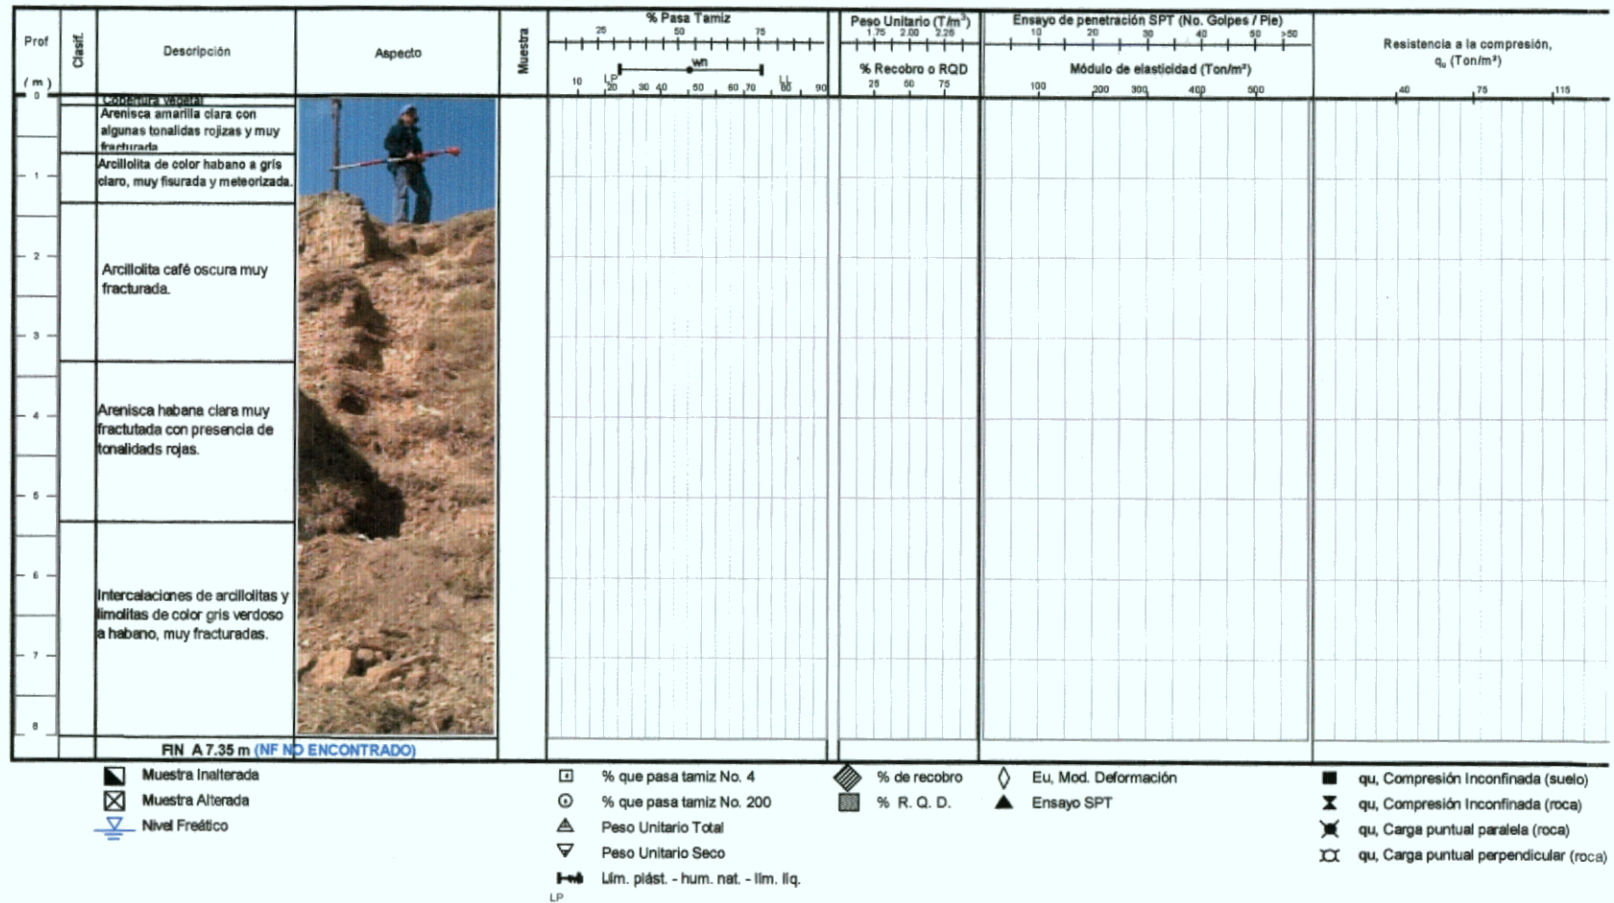 Prof
( m )
Clasif.
Descripción
Aspecto
Muestra
% Pasa Tamiz
25 50 75
wn
LP LL
10 20 30 40 50 60 70 80 90
Peso Unitario (T/m³)
1.75 2.00 2.25
% Recobro o RQD
25 50 75
Ensayo de penetración SPT (No. Golpes / Pie)
5 10 15 20 25 30 35 40 45 50 >50
Módulo de elasticidad (Ton/m²)
100 200 300 400 500
Resistencia a la compresión,
qᵤ (Ton/m²)
40 75 115
0
Cobertura vegetal
Arenisca amarilla clara con
algunas tonalidas rojizas y muy
fracturada
Arcillolita de color habano a gris
claro, muy fisurada y meteorizada.
1
2
Arcillolita café oscura muy
fracturada.
3
Arenisca habana clara muy
fractutada con presencia de
tonalidads rojas.
4
5
6
Intercalaciones de arcillolitas y
limolitas de color gris verdoso
a habano, muy fracturadas.
7
8
FIN A 7.35 m (NF NO ENCONTRADO)
Muestra Inalterada
Muestra Alterada
Nivel Freático
% que pasa tamiz No. 4
% que pasa tamiz No. 200
Peso Unitario Total
Peso Unitario Seco
Lím. plást. - hum. nat. - lím. líq.
LP
% de recobro
% R. Q. D.
Eu, Mod. Deformación
Ensayo SPT
qu, Compresión Inconfinada (suelo)
qu, Compresión Inconfinada (roca)
qu, Carga puntual paralela (roca)
qu, Carga puntual perpendicular (roca)